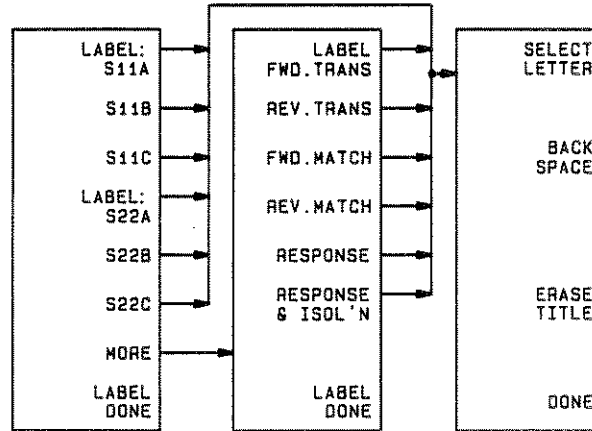 LABEL:
S11A
S11B
S11C
LABEL:
S22A
S22B
S22C
MORE
LABEL
DONE
LABEL
FWD.TRANS
REV.TRANS
FWD.MATCH
REV.MATCH
RESPONSE
RESPONSE
& ISOL'N
LABEL
DONE
SELECT
LETTER
BACK
SPACE
ERASE
TITLE
DONE